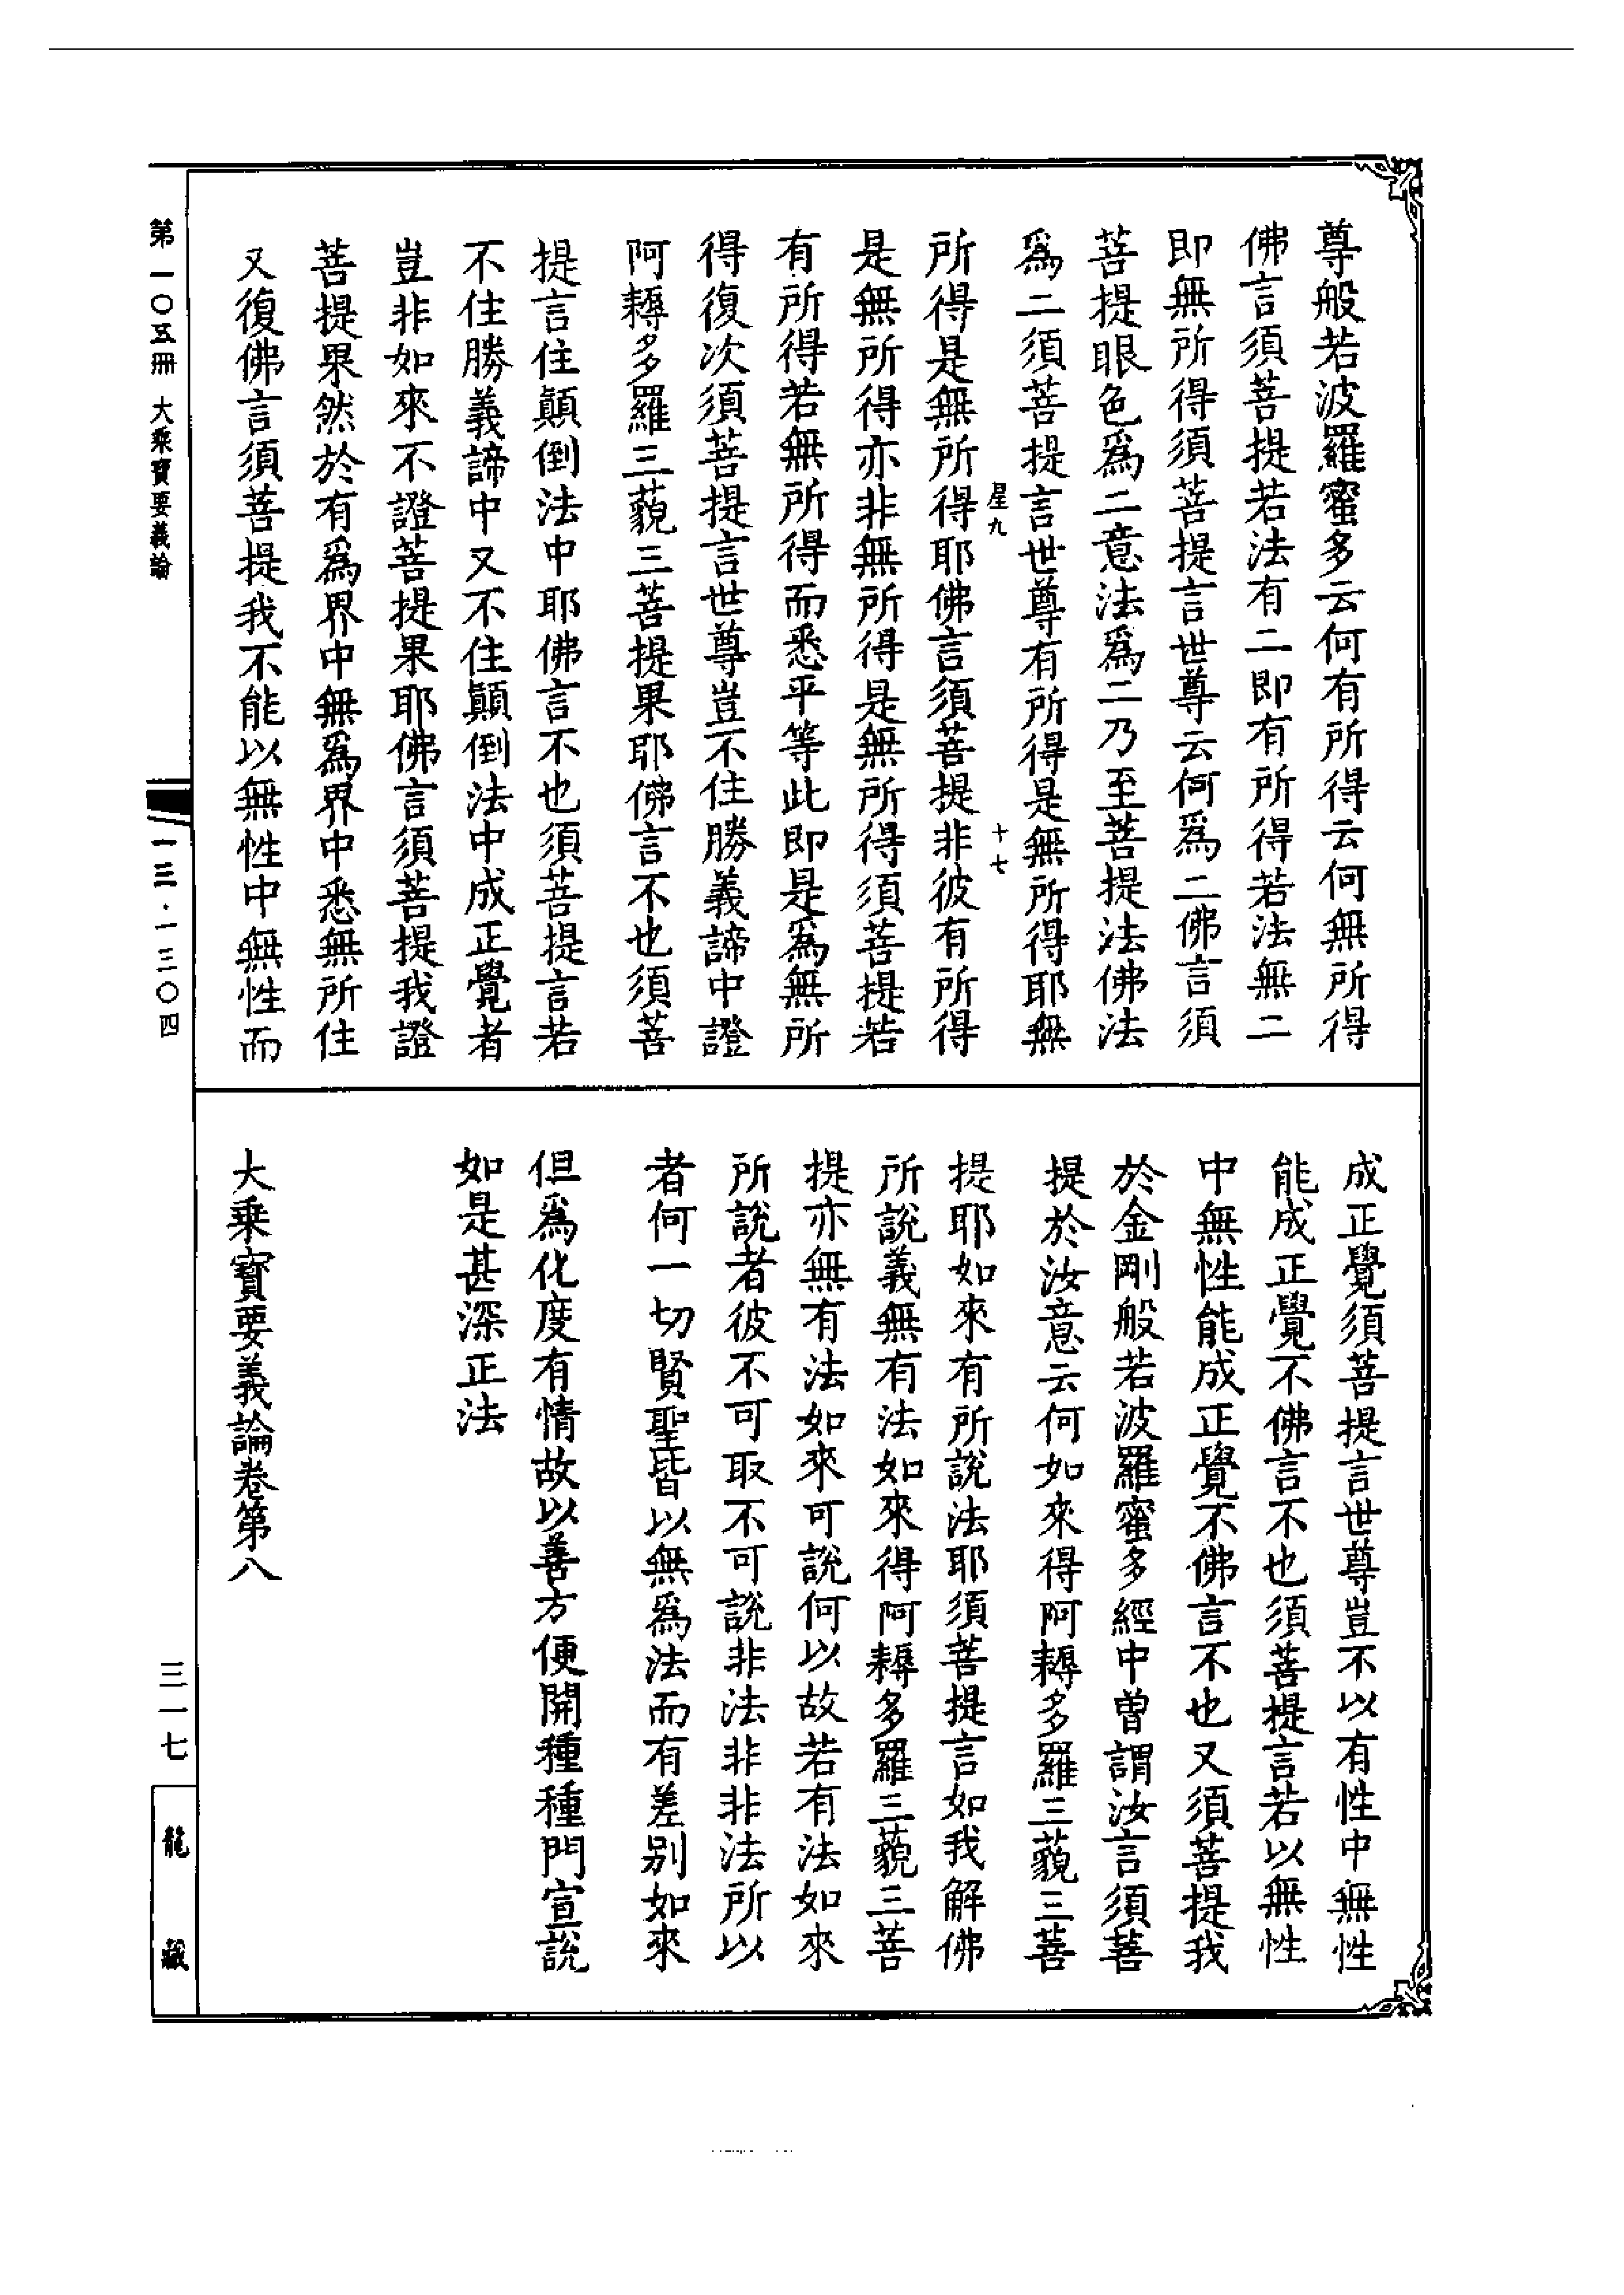 尊般若波羅蜜多云何有所得云何無所得
佛言須菩提若法有二即有所得若法無二
即無所得須菩提言世尊云何爲二佛言須
菩提眼色爲二意法爲二乃至菩提法佛法
爲二須菩提言世尊有所得是無所得耶無
星九
十七
所得是無所得耶佛言須菩提非彼有所得
是無所得亦非無所得是無所得須菩提若
有所得若無所得而悉平等此即是爲無所
得復次須菩提言世尊豈不住勝義諦中證
阿耨多羅三藐三菩提果耶佛言不也須菩
提言住顛倒法中耶佛言不也須菩提言若
不住勝義諦中又不住顛倒法中成正覺者
豈非如來不證菩提果耶佛言須菩提我證
菩提果然於有爲界中無爲界中悉無所住
又復佛言須菩提我不能以無性中無性而
成正覺須菩提言世尊豈不以有性中無性
能成正覺不佛言不也須菩提言若以無性
中無性能成正覺不佛言不也又須菩提我
於金剛般若波羅蜜多經中曾謂汝言須菩
提於汝意云何如來得阿耨多羅三藐三菩
提耶如來有所說法耶須菩提言如我解佛
所說義無有法如來得阿耨多羅三藐三菩
提亦無有法如來可說何以故若有法如來
所說者彼不可取不可說非法非非法所以
者何一切賢聖皆以無爲法而有差別如來
但爲化度有情故以善方便開種種門宣說
如是甚深正法
大乘寶要義論卷第八
第一〇五冊 大乘寶要義論
一三·一三〇四
三一七
龍藏